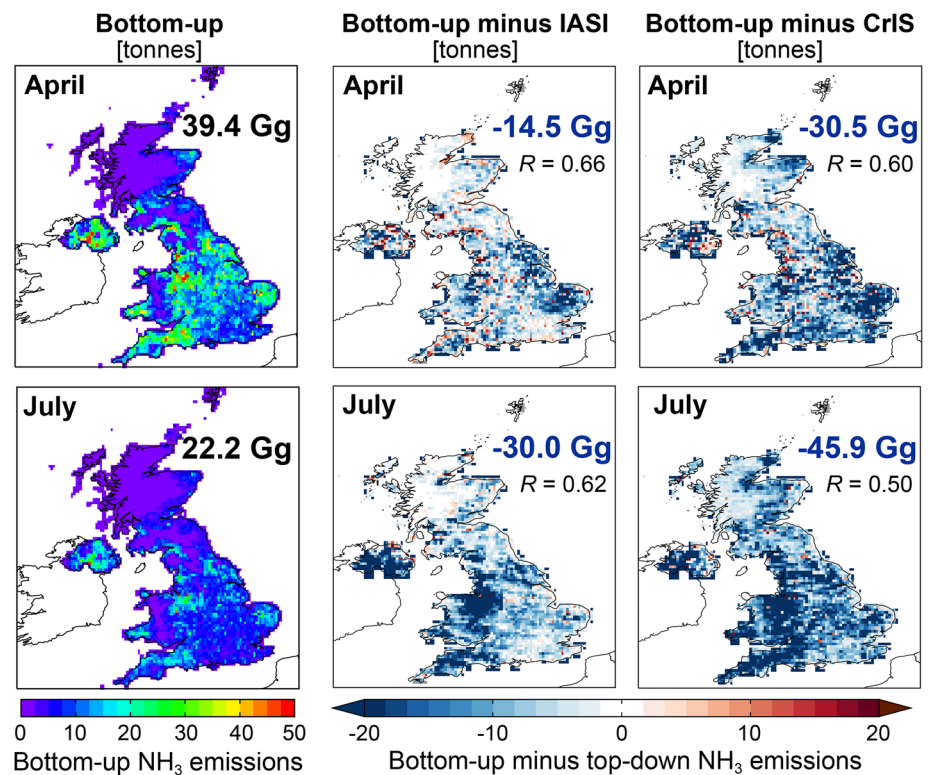 Bottom-up
[tonnes]
Bottom-up minus IASI
[tonnes]
Bottom-up minus CrIS
[tonnes]
April
39.4 Gg
April
-14.5 Gg
R = 0.66
April
-30.5 Gg
R = 0.60
July
22.2 Gg
July
-30.0 Gg
R = 0.62
July
-45.9 Gg
R = 0.50
0 10 20 30 40 50
Bottom-up NH₃ emissions
-20 -10 0 10 20
Bottom-up minus top-down NH₃ emissions